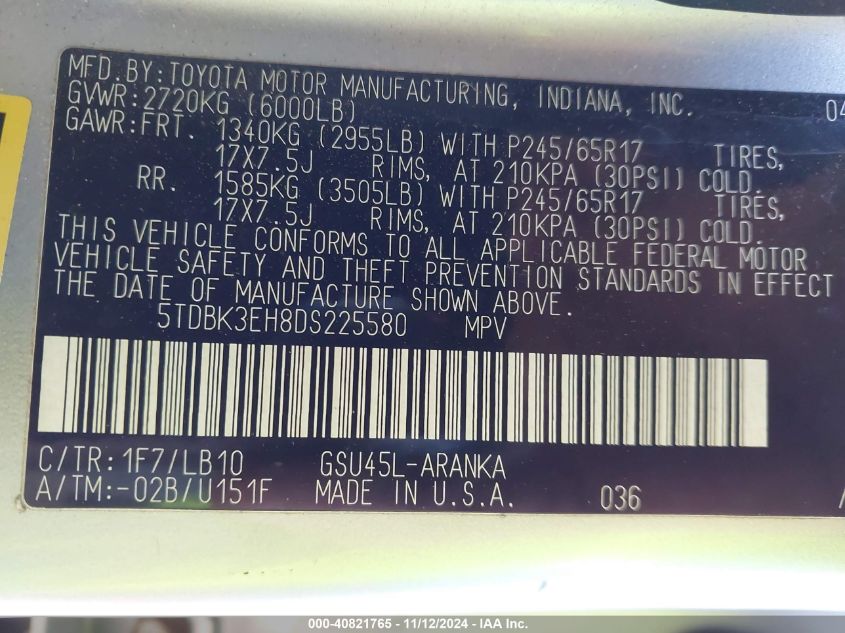 MFD.BY:TOYOTA MOTOR MANUFACTURING, INDIANA, INC. 04
GVWR:2720KG (6000LB)
GAWR:FRT. 1340KG (2955LB) WITH P245/65R17 TIRES,
17X7.5J RIMS, AT 210KPA (30PSI) COLD.
RR. 1585KG (3505LB) WITH P245/65R17 TIRES,
17X7.5J RIMS, AT 210KPA (30PSI) COLD.
THIS VEHICLE CONFORMS TO ALL APPLICABLE FEDERAL MOTOR
VEHICLE SAFETY AND THEFT PREVENTION STANDARDS IN EFFECT
THE DATE OF MANUFACTURE SHOWN ABOVE.
5TDBK3EH8DS225580 MPV
C/TR:1F7/LB10 GSU45L-ARANKA
A/TM:-02B/U151F MADE IN U.S.A. 036
000-40821765 - 11/12/2024 - IAA Inc.